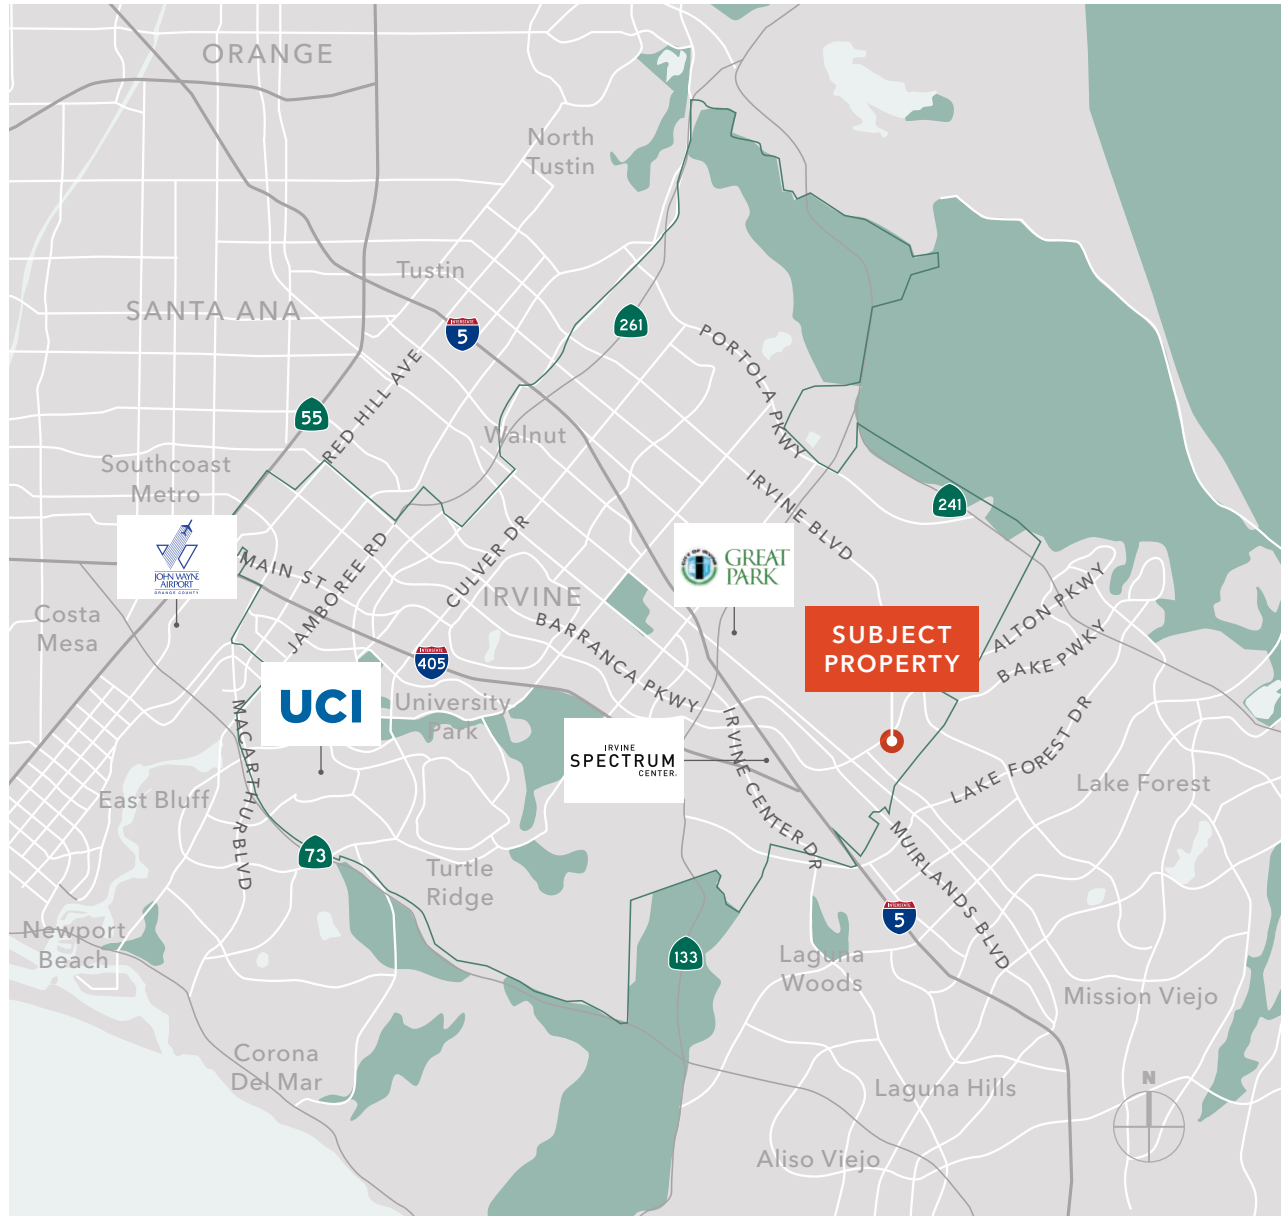 ORANGE
North
Tustin
Tustin
SANTA ANA
INTERSTATE
5
261
PORTOLA PKWY
RED HILL AVE
55
Walnut
Southcoast
Metro
IRVINE BLVD
241
JOHN WAYNE
AIRPORT
ORANGE COUNTY
MAIN ST
JAMBOREE RD
CULVER DR
IRVINE
GREAT
PARK
Costa
Mesa
BARRANCA PKWY
SUBJECT
PROPERTY
ALTON PKWY
BAKE PWKY
INTERSTATE
405
UCI
University
Park
MACARTHUR BLVD
IRVINE
SPECTRUM
CENTER
IRVINE CENTER DR
LAKE FOREST DR
Lake Forest
East Bluff
73
Turtle
Ridge
MUIRLANDS BLVD
INTERSTATE
5
Newport
Beach
133
Laguna
Woods
Mission Viejo
Corona
Del Mar
Laguna Hills
N
Aliso Viejo